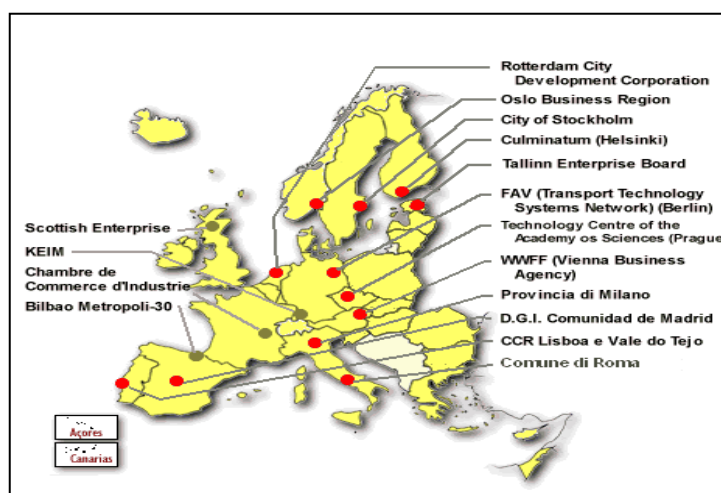 Rotterdam City
Development Corporation
Oslo Business Region
City of Stockholm
Culminatum (Helsinki)
Tallinn Enterprise Board
FAV (Transport Technology
Systems Network) (Berlin)
Technology Centre of the
Academy os Sciences (Prague
WWFF (Vienna Business
Agency)
Provincia di Milano
D.G.I. Comunidad de Madrid
CCR Lisboa e Vale do Tejo
Comune di Roma
Scottish Enterprise
KEIM
Chambre de
Commerce d'Industrie
Bilbao Metropoli-30
Açores
Canarias